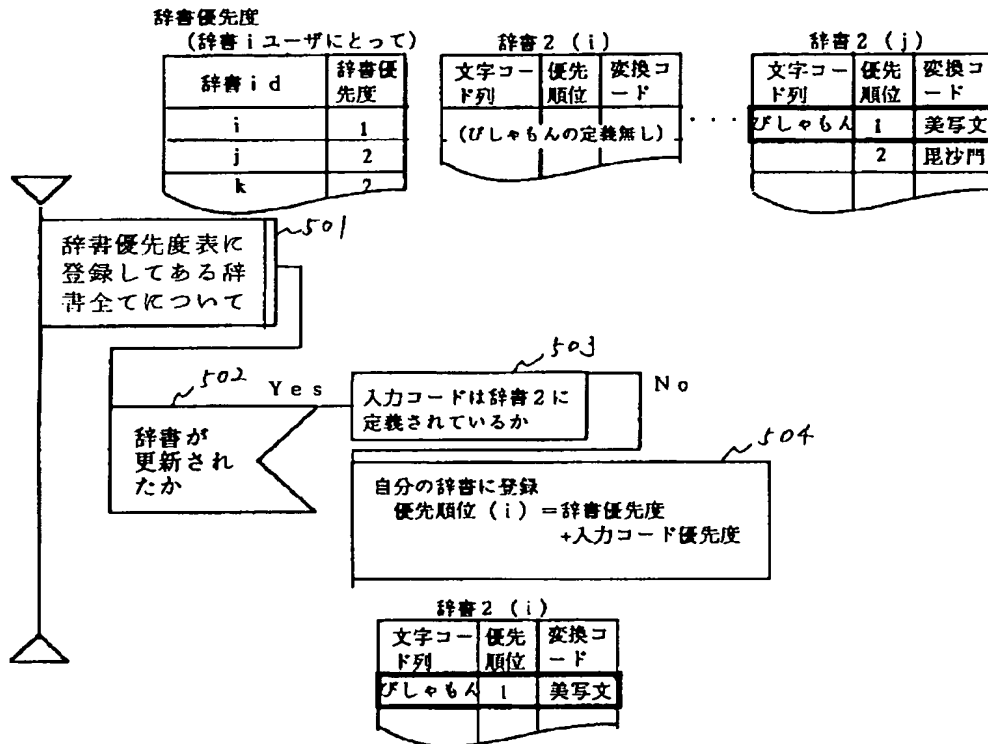 辞書優先度
(辞書iユーザにとって)
辞書id
辞書優
先度
i
1
j
2
k
2
辞書2 (i)
文字コー
ド列
優先
順位
変換コ
ード
(びしゃもんの定義無し)
・・・
辞書2 (j)
文字コー
ド列
優先
順位
変換コ
ード
びしゃもん
1
美写文
2
毘沙門
501
辞書優先度表に
登録してある辞
書全てについて
502
Yes
辞書が
更新され
たか
503
No
入力コードは辞書2に
定義されているか
504
自分の辞書に登録
優先順位 (i) =辞書優先度
+入力コード優先度
辞書2 (i)
文字コー
ド列
優先
順位
変換コ
ード
びしゃもん
1
美写文